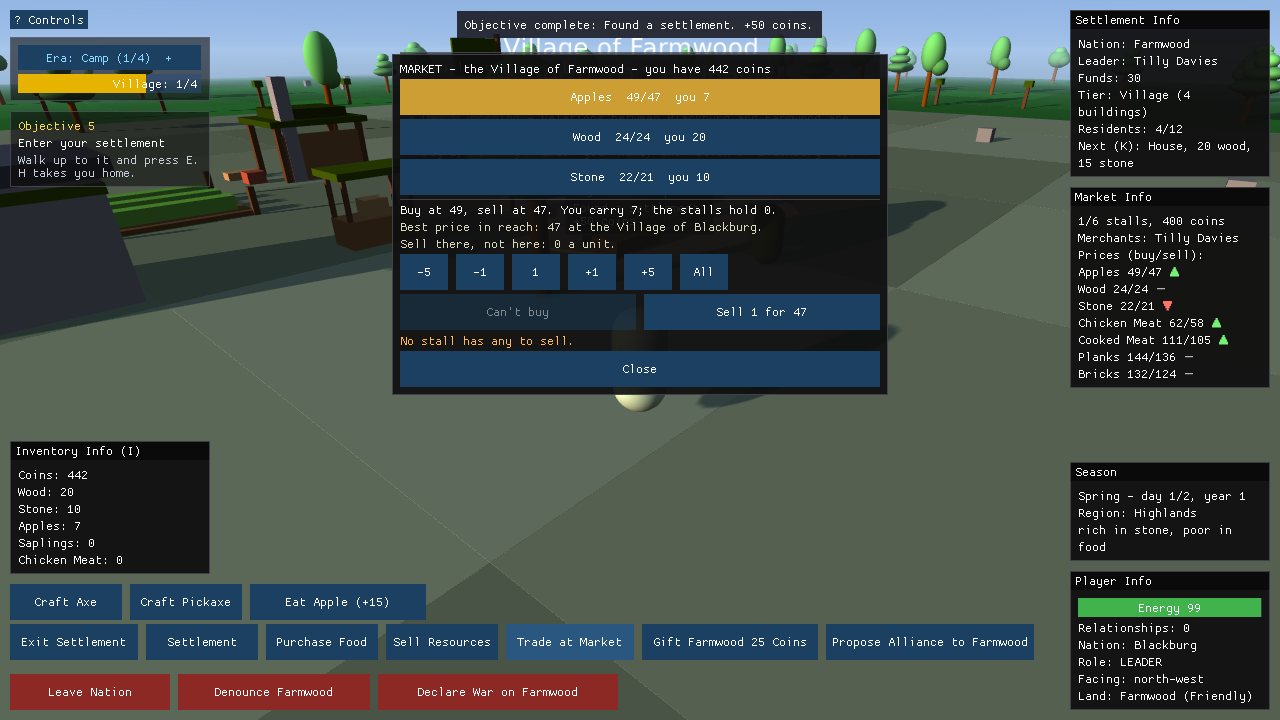 ? Controls
Era: Camp (1/4)  +
Village: 1/4
Objective 5
Enter your settlement
Walk up to it and press E.
H takes you home.
Objective complete: Found a settlement. +50 coins.
Village of Farmwood
MARKET - the Village of Farmwood - you have 442 coins
Apples  49/47  you 7
Wood  24/24  you 20
Stone  22/21  you 10
Buy at 49, sell at 47. You carry 7; the stalls hold 0.
Best price in reach: 47 at the Village of Blackburg.
Sell there, not here: 0 a unit.
-5
-1
1
+1
+5
All
Can't buy
Sell 1 for 47
No stall has any to sell.
Close
Settlement Info
Nation: Farmwood
Leader: Tilly Davies
Funds: 30
Tier: Village (4
buildings)
Residents: 4/12
Next (K): House, 20 wood,
15 stone
Market Info
1/6 stalls, 400 coins
Merchants: Tilly Davies
Prices (buy/sell):
Apples 49/47 ▲
Wood 24/24 —
Stone 22/21 ▼
Chicken Meat 62/58 ▲
Cooked Meat 111/105 ▲
Planks 144/136 —
Bricks 132/124 —
Inventory Info (I)
Coins: 442
Wood: 20
Stone: 10
Apples: 7
Saplings: 0
Chicken Meat: 0
Season
Spring - day 1/2, year 1
Region: Highlands
rich in stone, poor in
food
Player Info
Energy 99
Relationships: 0
Nation: Blackburg
Role: LEADER
Facing: north-west
Land: Farmwood (Friendly)
Craft Axe
Craft Pickaxe
Eat Apple (+15)
Exit Settlement
Settlement
Purchase Food
Sell Resources
Trade at Market
Gift Farmwood 25 Coins
Propose Alliance to Farmwood
Leave Nation
Denounce Farmwood
Declare War on Farmwood